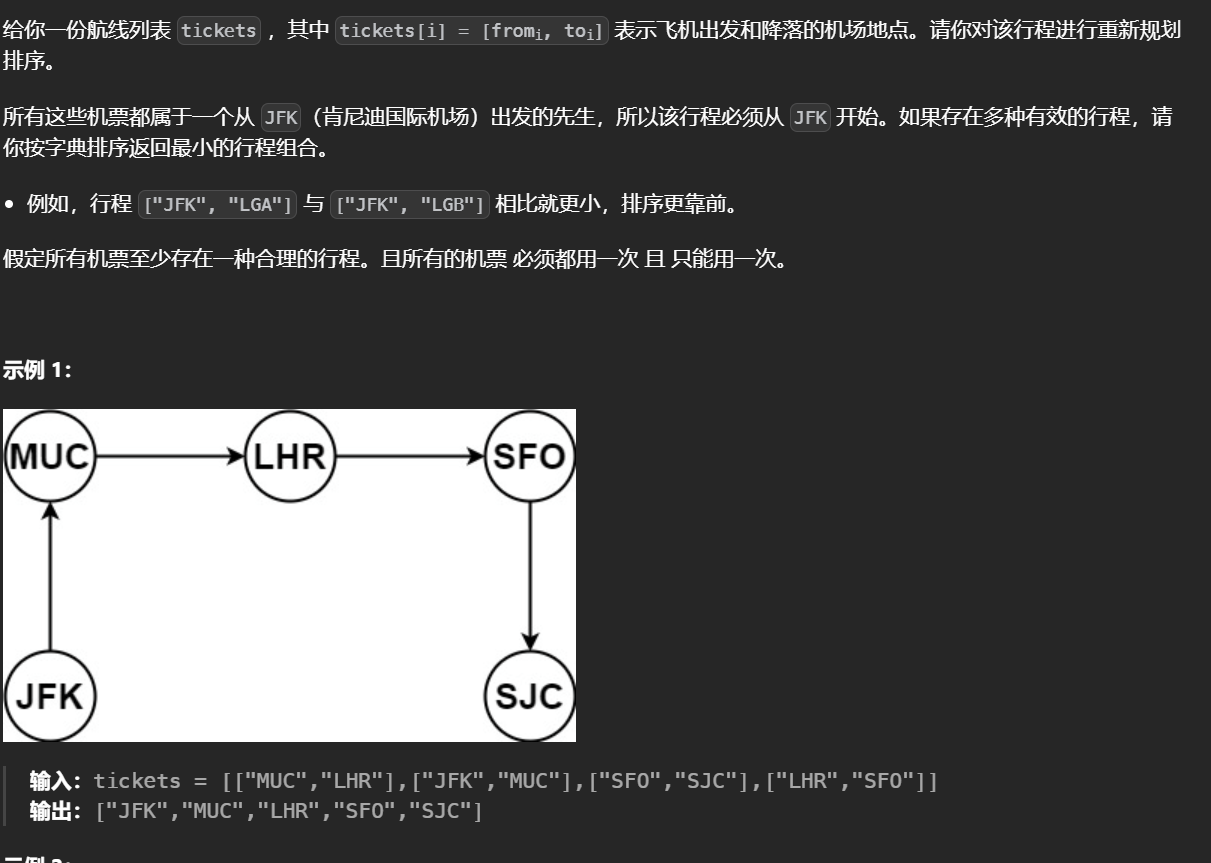 给你一份航线列表 tickets ，其中 tickets[i] = [fromi, toi] 表示飞机出发和降落的机场地点。请你对该行程进行重新规划
排序。
所有这些机票都属于一个从 JFK（肯尼迪国际机场）出发的先生，所以该行程必须从 JFK 开始。如果存在多种有效的行程，请
你按字典排序返回最小的行程组合。
• 例如，行程 ["JFK", "LGA"] 与 ["JFK", "LGB"] 相比就更小，排序更靠前。
假定所有机票至少存在一种合理的行程。且所有的机票 必须都用一次 且 只能用一次。
示例 1：
MUC LHR SFO
JFK SJC
输入：tickets = [["MUC","LHR"],["JFK","MUC"],["SFO","SJC"],["LHR","SFO"]]
输出：["JFK","MUC","LHR","SFO","SJC"]